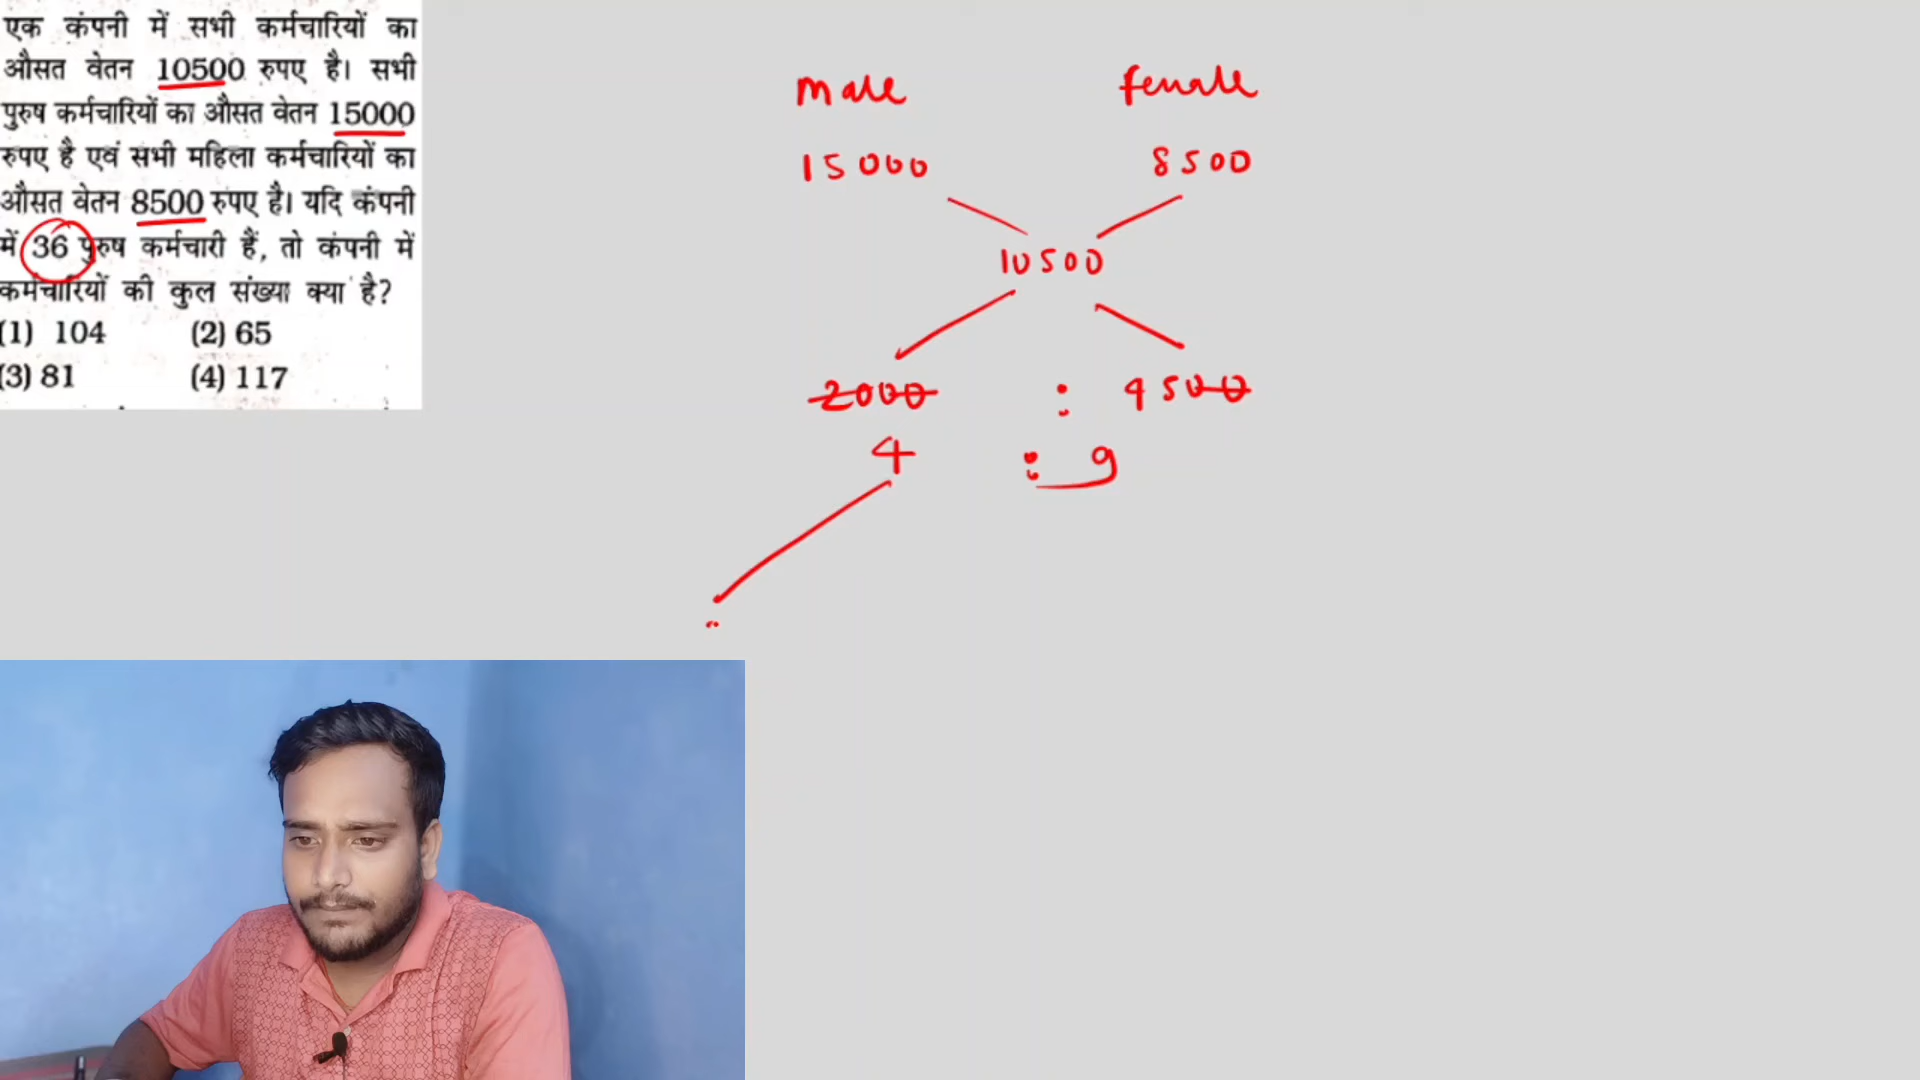 एक कंपनी में सभी कर्मचारियों का
औसत वेतन 10500 रुपए है। सभी
पुरुष कर्मचारियों का औसत वेतन 15000
रुपए है एवं सभी महिला कर्मचारियों का
औसत वेतन 8500 रुपए है। यदि कंपनी
में 36 पुरुष कर्मचारी हैं, तो कंपनी में
कर्मचारियों की कुल संख्या क्या है?
(1) 104 (2) 65
(3) 81 (4) 117
male female
15000 8500
10500
2000 : 4500
4 : 9